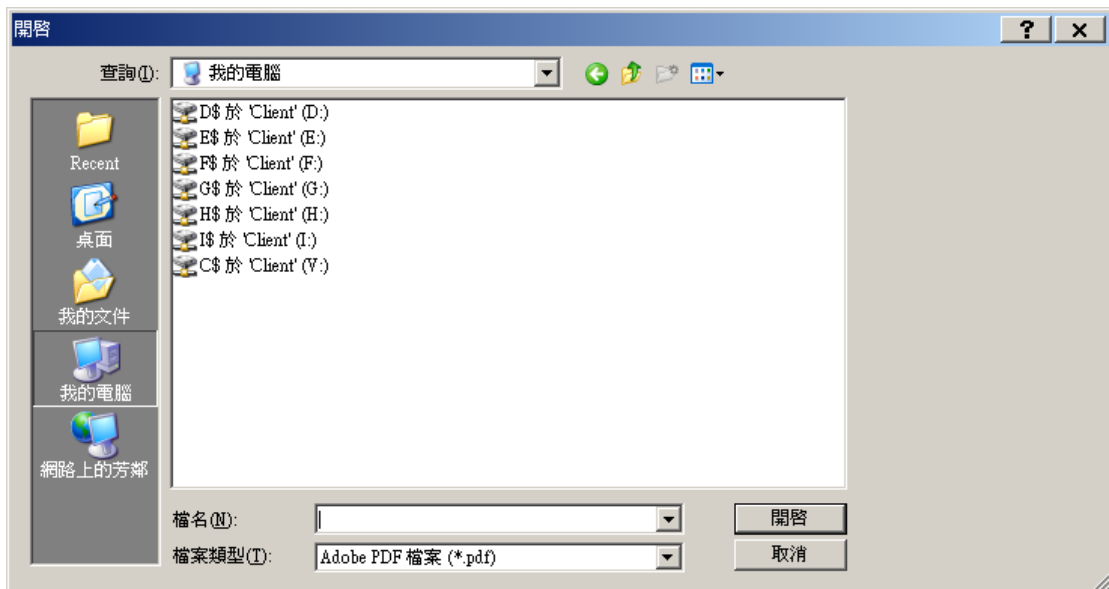 開啟
查詢(I):
我的電腦
D$ 於 'Client' (D:)
E$ 於 'Client' (E:)
F$ 於 'Client' (F:)
G$ 於 'Client' (G:)
H$ 於 'Client' (H:)
I$ 於 'Client' (I:)
C$ 於 'Client' (V:)
Recent
桌面
我的文件
我的電腦
網路上的芳鄰
檔名(N):
開啟
檔案類型(T):
Adobe PDF 檔案 (*.pdf)
取消